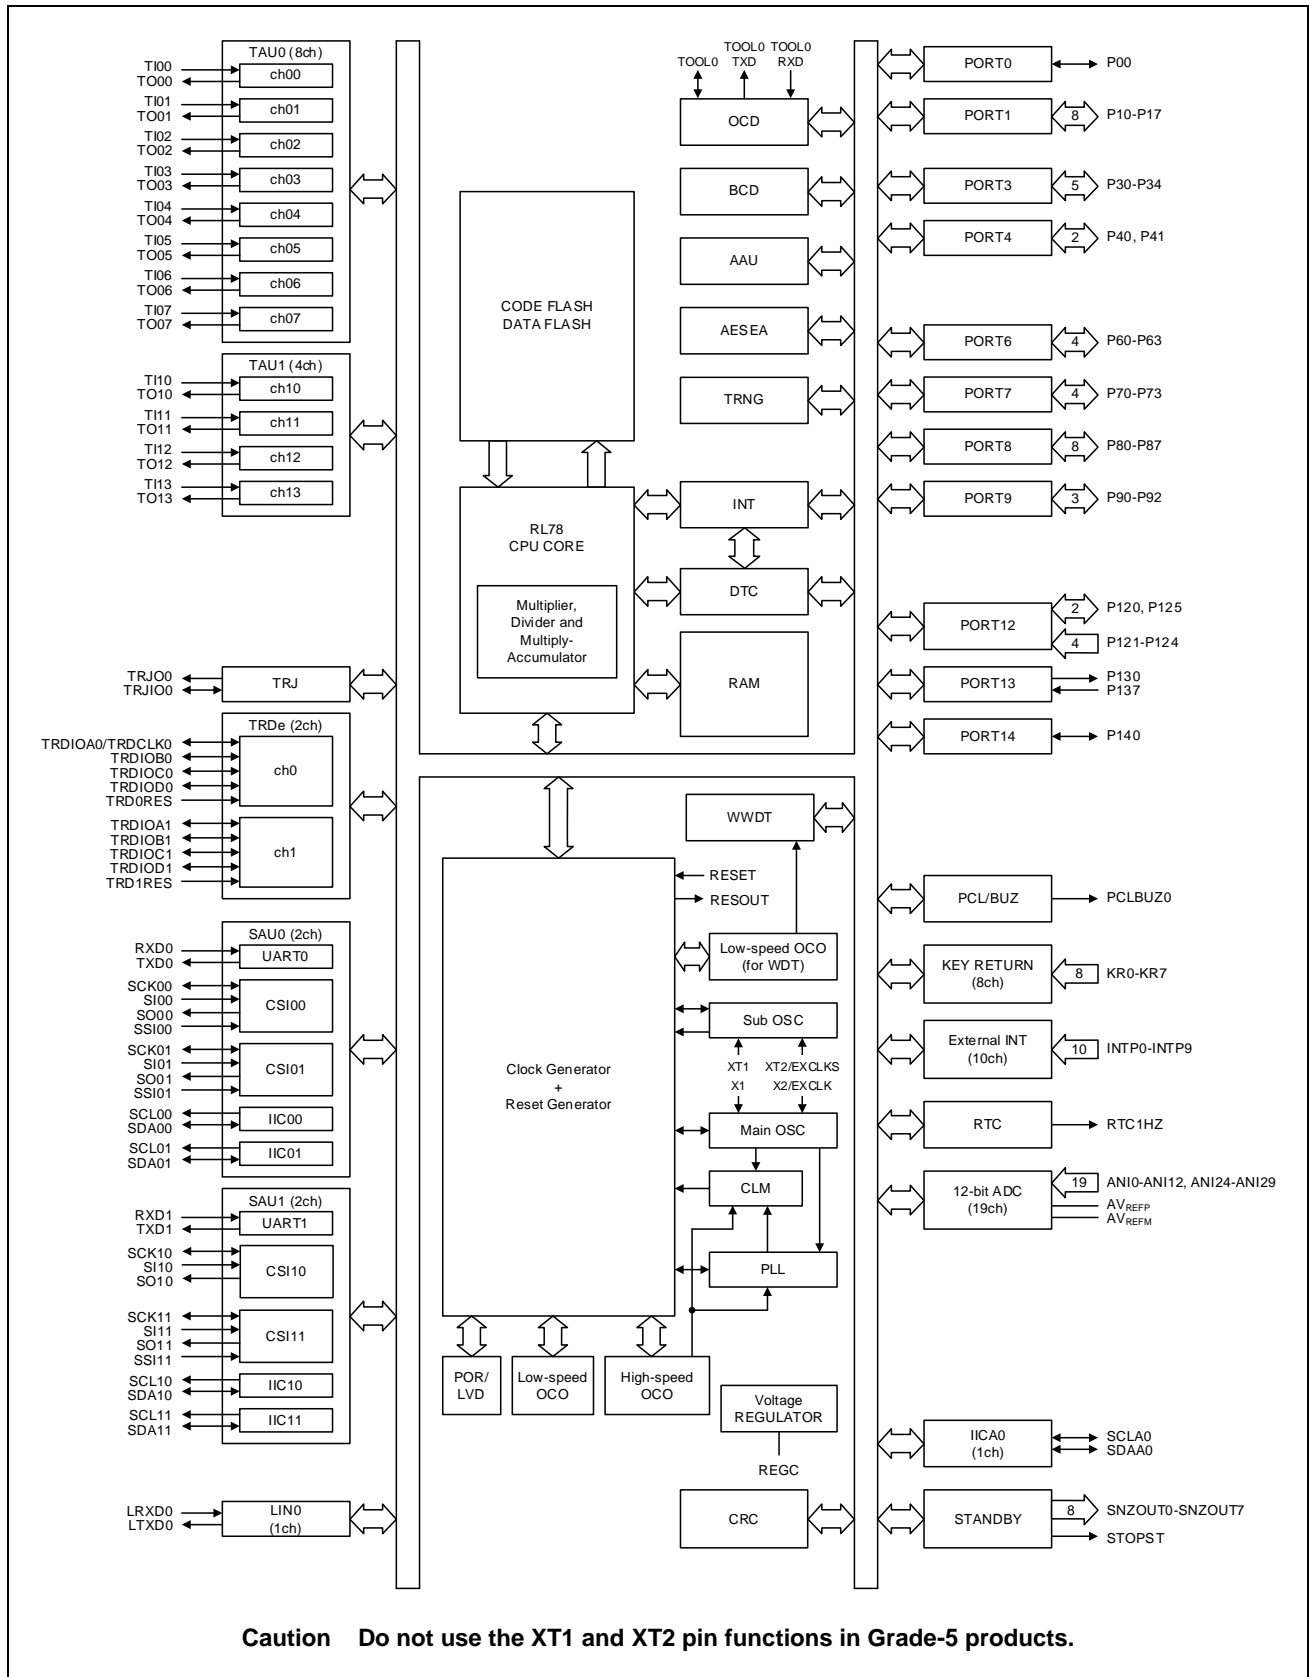 TAU0 (8ch)
TI00
TO00
ch00
TI01
TO01
ch01
TI02
TO02
ch02
TI03
TO03
ch03
TI04
TO04
ch04
TI05
TO05
ch05
TI06
TO06
ch06
TI07
TO07
ch07
TAU1 (4ch)
TI10
TO10
ch10
TI11
TO11
ch11
TI12
TO12
ch12
TI13
TO13
ch13
TRJO0
TRJIO0
TRJ
TRDe (2ch)
TRDIOA0/TRDCLK0
TRDIOB0
TRDIOC0
TRDIOD0
TRD0RES
ch0
TRDIOA1
TRDIOB1
TRDIOC1
TRDIOD1
TRD1RES
ch1
SAU0 (2ch)
RXD0
TXD0
UART0
SCK00
SI00
SO00
SSI00
CSI00
SCK01
SI01
SO01
SSI01
CSI01
SCL00
SDA00
IIC00
SCL01
SDA01
IIC01
SAU1 (2ch)
RXD1
TXD1
UART1
SCK10
SI10
SO10
CSI10
SCK11
SI11
SO11
SSI11
CSI11
SCL10
SDA10
IIC10
SCL11
SDA11
IIC11
LRXD0
LTXD0
LIN0
(1ch)
CODE FLASH
DATA FLASH
RL78
CPU CORE
Multiplier,
Divider and
Multiply-
Accumulator
TOOL0
TOOL0
TXD
TOOL0
RXD
OCD
BCD
AAU
AESEA
TRNG
INT
DTC
RAM
WWDT
RESET
RESOUT
Low-speed OCO
(for WDT)
Sub OSC
XT1
XT2/EXCLKS
X1
X2/EXCLK
Main OSC
CLM
PLL
Clock Generator
+
Reset Generator
POR/
LVD
Low-speed
OCO
High-speed
OCO
Voltage
REGULATOR
REGC
CRC
PORT0
P00
PORT1
8
P10-P17
PORT3
5
P30-P34
PORT4
2
P40, P41
PORT6
4
P60-P63
PORT7
4
P70-P73
PORT8
8
P80-P87
PORT9
3
P90-P92
PORT12
2
P120, P125
4
P121-P124
PORT13
P130
P137
PORT14
P140
PCL/BUZ
PCLBUZ0
KEY RETURN
(8ch)
8
KR0-KR7
External INT
(10ch)
10
INTP0-INTP9
RTC
RTC1HZ
12-bit ADC
(19ch)
19
ANI0-ANI12, ANI24-ANI29
AVREFP
AVREFM
IICA0
(1ch)
SCLA0
SDAA0
STANDBY
8
SNZOUT0-SNZOUT7
STOPST
Caution Do not use the XT1 and XT2 pin functions in Grade-5 products.